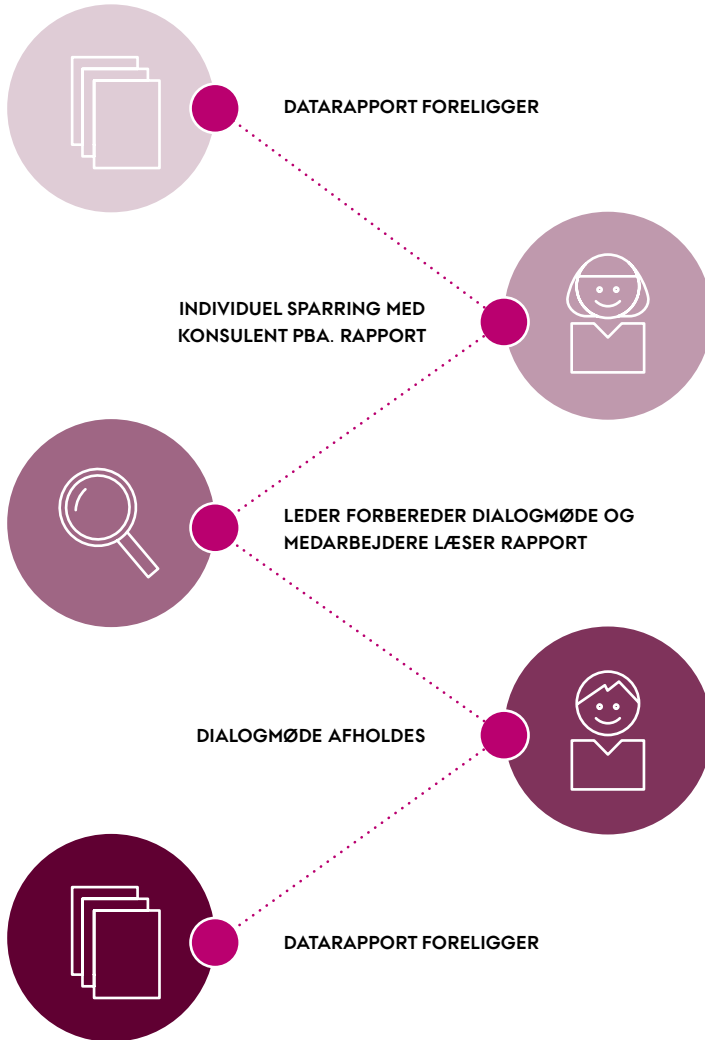 DATARAPPORT FORELIGGER
INDIVIDUEL SPARRING MED
KONSULENT PBA. RAPPORT
LEDER FORBEREDER DIALOGMØDE OG
MEDARBEJDERE LÆSER RAPPORT
DIALOGMØDE AFHOLDES
DATARAPPORT FORELIGGER